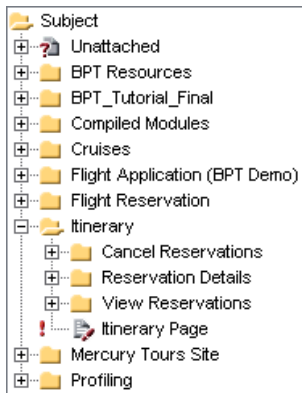 Subject
Unattached
BPT Resources
BPT_Tutorial_Final
Compiled Modules
Cruises
Flight Application (BPT Demo)
Flight Reservation
Itinerary
Cancel Reservations
Reservation Details
View Reservations
Itinerary Page
Mercury Tours Site
Profiling